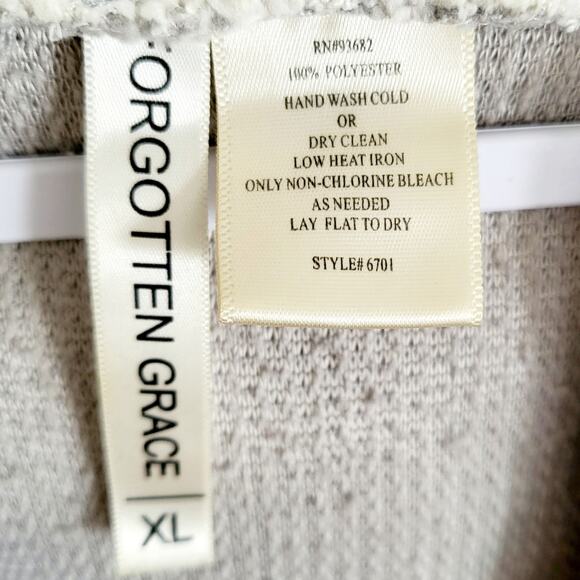 FORGOTTEN GRACE | XL
RN#93682
100% POLYESTER
HAND WASH COLD
OR
DRY CLEAN
LOW HEAT IRON
ONLY NON-CHLORINE BLEACH
AS NEEDED
LAY FLAT TO DRY
STYLE# 6701